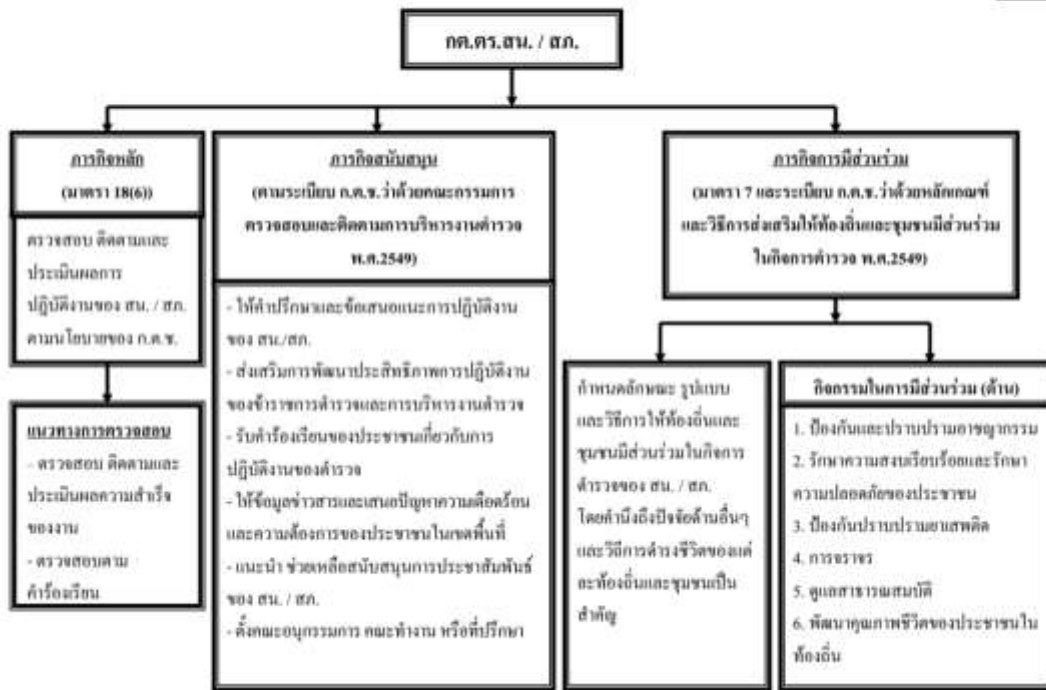 กต.ตร.สน. / สภ.
ภารกิจหลัก
(มาตรา 18(6))
ตรวจสอบ ติดตามและ
ประเมินผลการ
ปฏิบัติงานของ สน. / สภ.
ตามนโยบายของ ก.ต.ช.
แนวทางการตรวจสอบ
- ตรวจสอบ ติดตามและ
ประเมินผลความสำเร็จ
ของงาน
- ตรวจสอบตาม
คำร้องเรียน
ภารกิจสนับสนุน
(ตามระเบียบ ก.ต.ช. ว่าด้วยคณะกรรมการ
ตรวจสอบและติดตามการบริหารงานตำรวจ
พ.ศ.2549)
- ให้คำปรึกษาและข้อเสนอแนะการปฏิบัติงาน
ของ สน./สภ.
- ส่งเสริมการพัฒนาประสิทธิภาพการปฏิบัติงาน
ของข้าราชการตำรวจและการบริหารงานตำรวจ
- รับคำร้องเรียนของประชาชนเกี่ยวกับการ
ปฏิบัติงานของตำรวจ
- ให้ข้อมูลข่าวสารและเสนอปัญหาความเดือดร้อน
และความต้องการของประชาชนในเขตพื้นที่
- แนะนำ ช่วยเหลือสนับสนุนการประชาสัมพันธ์
ของ สน. / สภ.
- ตั้งคณะอนุกรรมการ คณะทำงาน หรือที่ปรึกษา
ภารกิจการมีส่วนร่วม
(มาตรา 7 และระเบียบ ก.ต.ช. ว่าด้วยหลักเกณฑ์
และวิธีการส่งเสริมให้ท้องถิ่นและชุมชนมีส่วนร่วม
ในกิจการตำรวจ พ.ศ.2549)
กำหนดลักษณะ รูปแบบ
และวิธีการให้ท้องถิ่นและ
ชุมชนมีส่วนร่วมในกิจการ
ตำรวจของ สน. / สภ.
โดยคำนึงถึงปัจจัยด้านอื่นๆ
และวิถีการดำรงชีวิตของแต่
ละท้องถิ่นและชุมชนเป็น
สำคัญ
กิจกรรมในการมีส่วนร่วม (ด้าน)
1. ป้องกันและปราบปรามอาชญากรรม
2. รักษาความสงบเรียบร้อยและรักษา
ความปลอดภัยของประชาชน
3. ป้องกันปราบปรามยาเสพติด
4. การจราจร
5. ดูแลสาธารณสมบัติ
6. พัฒนาคุณภาพชีวิตของประชาชนใน
ท้องถิ่น